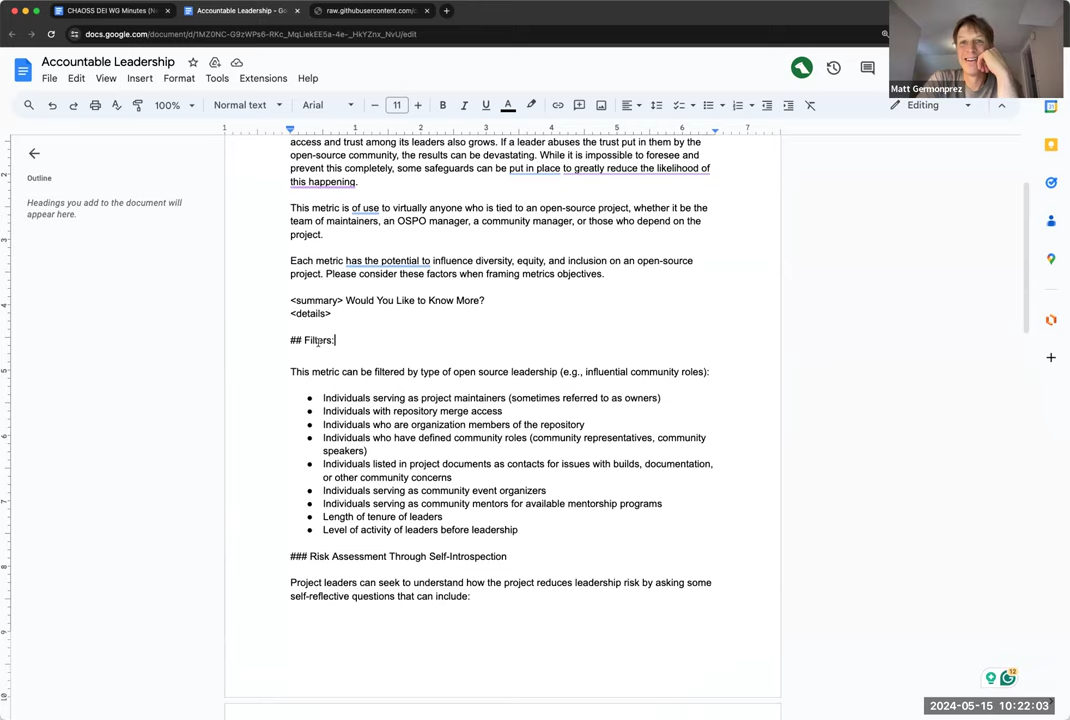 CHAOSS DEI WG Minutes (N
Accountable Leadership - Go
raw.githubusercontent.com/c
docs.google.com/document/d/1MZ0NC-G9zWPs6-RKc_MqLiekEE5a-4e-_HkYZnx_NvU/edit
Accountable Leadership
File Edit View Insert Format Tools Extensions Help
Matt Germonprez
100% Normal text Arial 11 B I U A Editing
1 1 2 3 4 5 6 7
access and trust among its leaders also grows. If a leader abuses the trust put in them by the
open-source community, the results can be devastating. While it is impossible to foresee and
prevent this completely, some safeguards can be put in place to greatly reduce the likelihood of
this happening.
Outline
Headings you add to the document will
appear here.
This metric is of use to virtually anyone who is tied to an open-source project, whether it be the
team of maintainers, an OSPO manager, a community manager, or those who depend on the
project.
Each metric has the potential to influence diversity, equity, and inclusion on an open-source
project. Please consider these factors when framing metrics objectives.
<summary> Would You Like to Know More?
<details>
## Filters:
This metric can be filtered by type of open source leadership (e.g., influential community roles):
● Individuals serving as project maintainers (sometimes referred to as owners)
● Individuals with repository merge access
● Individuals who are organization members of the repository
● Individuals who have defined community roles (community representatives, community
speakers)
● Individuals listed in project documents as contacts for issues with builds, documentation,
or other community concerns
● Individuals serving as community event organizers
● Individuals serving as community mentors for available mentorship programs
● Length of tenure of leaders
● Level of activity of leaders before leadership
### Risk Assessment Through Self-Introspection
Project leaders can seek to understand how the project reduces leadership risk by asking some
self-reflective questions that can include:
12
2024-05-15 10:22:03